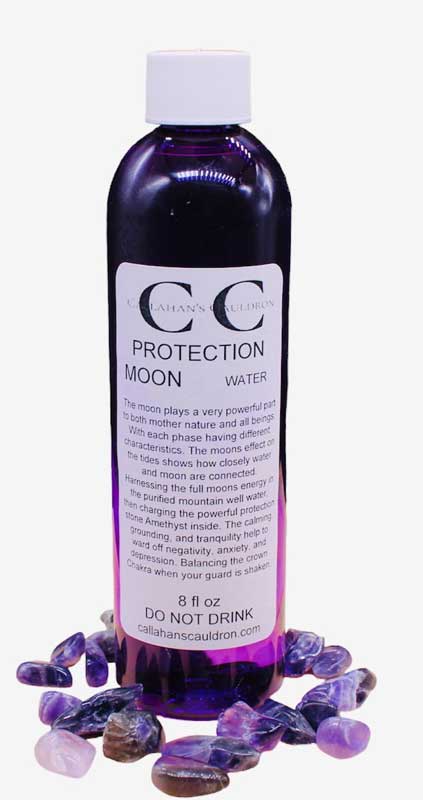 CC
CALLAHAN'S CAULDRON
PROTECTION
MOON WATER
The moon plays a very powerful part
to both mother nature and all beings.
With each phase having different
characteristics. The moons effect on
the tides shows how closely water
and moon are connected.
Harnessing the full moons energy in
the purified mountain well water,
then charging the powerful protection
stone Amethyst inside. The calming,
grounding, and tranquility help to
ward off negativity, anxiety, and
depression. Balancing the crown
Chakra when your guard is shaken.
8 fl oz
DO NOT DRINK
callahanscauldron.com